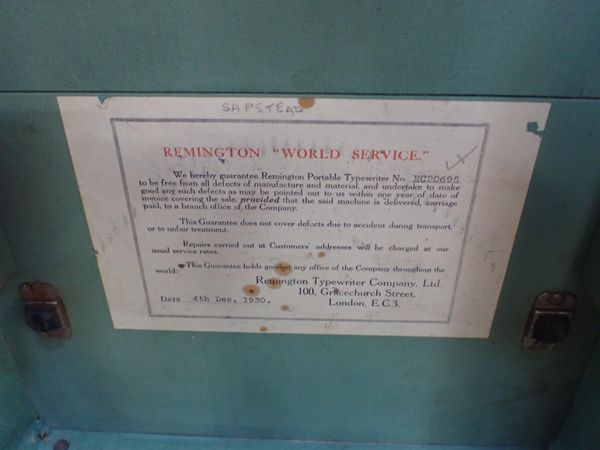 SAPSTEAD
REMINGTON "WORLD SERVICE."
We hereby guarantee Remington Portable Typewriter No. EC20695
to be free from all defects of manufacture and material, and undertake to make
good any such defects as may be pointed out to us within one year of date of
invoice covering the sale, provided that the said machine is delivered, carriage
paid, to a branch office of the Company.
This Guarantee does not cover defects due to accident during transport,
or to unfair treatment.
Repairs carried out at Customers' addresses will be charged at our
usual service rates.
This Guarantee holds good at any office of the Company throughout the
world.
Remington Typewriter Company, Ltd.
100, Gracechurch Street,
London, E.C.3.
DATE 4th Dec. 1930.